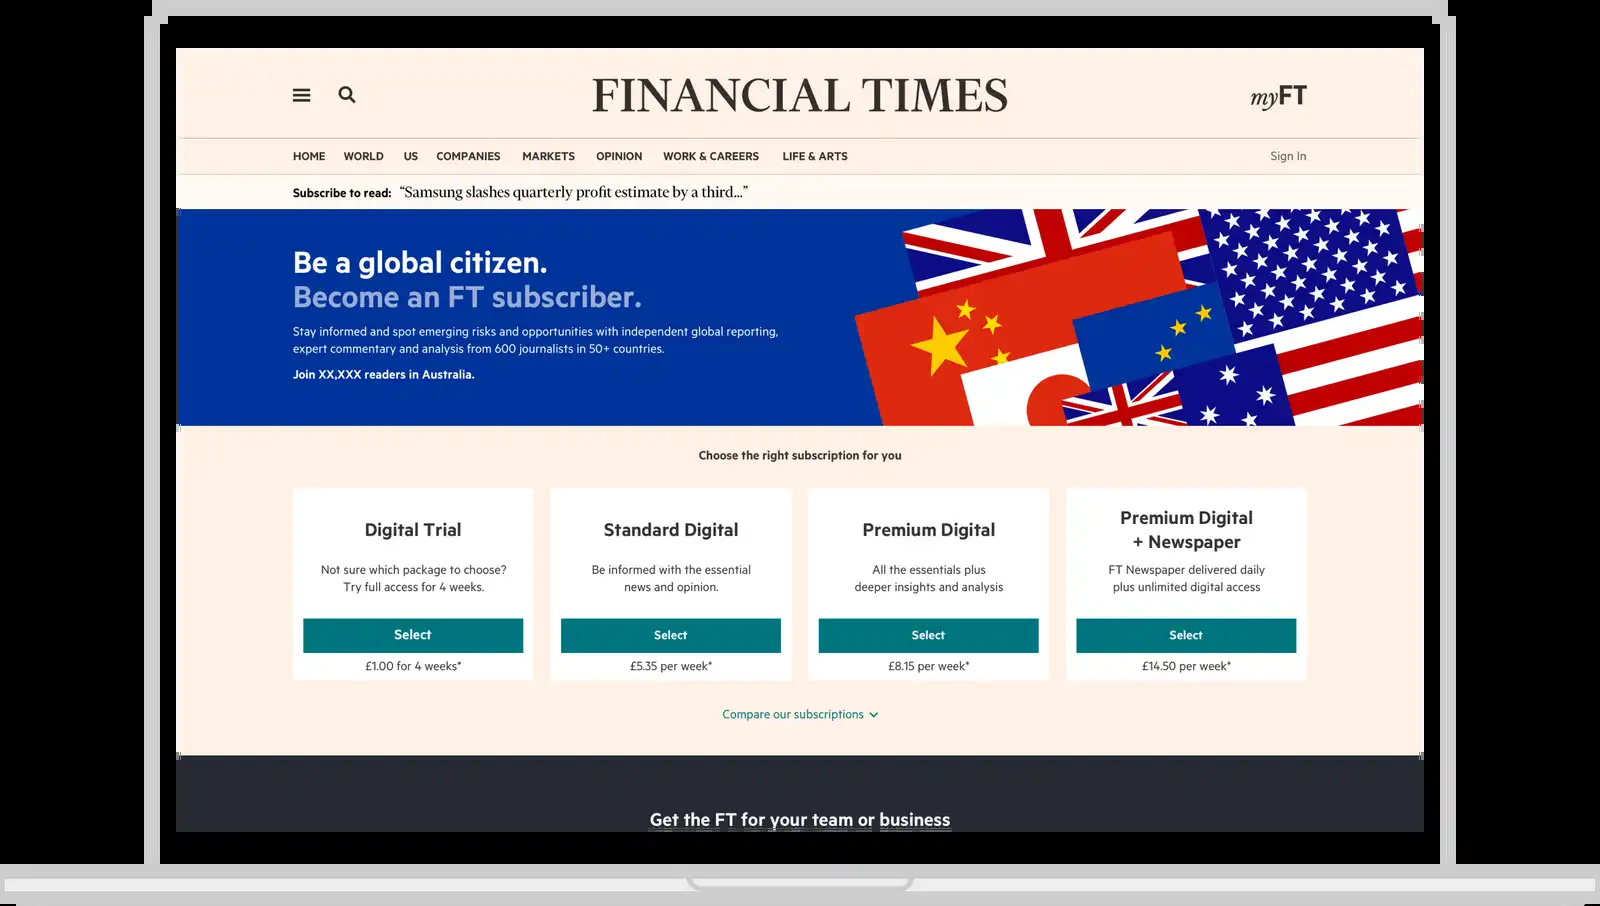 FINANCIAL TIMES
myFT
HOME WORLD US COMPANIES MARKETS OPINION WORK & CAREERS LIFE & ARTS Sign In
Subscribe to read: “Samsung slashes quarterly profit estimate by a third...”
Be a global citizen.
Become an FT subscriber.
Stay informed and spot emerging risks and opportunities with independent global reporting,
expert commentary and analysis from 600 journalists in 50+ countries.
Join XX,XXX readers in Australia.
Choose the right subscription for you
Digital Trial
Not sure which package to choose?
Try full access for 4 weeks.
Select
£1.00 for 4 weeks*
Standard Digital
Be informed with the essential
news and opinion.
Select
£5.35 per week*
Premium Digital
All the essentials plus
deeper insights and analysis
Select
£8.15 per week*
Premium Digital
+ Newspaper
FT Newspaper delivered daily
plus unlimited digital access
Select
£14.50 per week*
Compare our subscriptions
Get the FT for your team or business